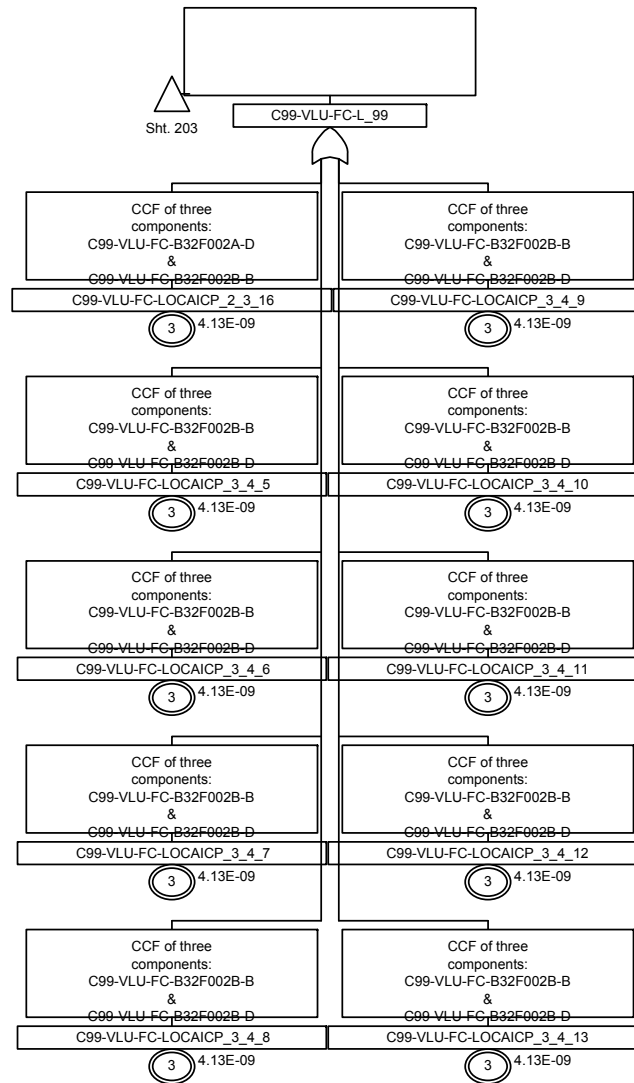 C99-VLU-FC-L_99
Sht. 203
CCF of three
components:
C99-VLU-FC-B32F002A-D
&
C99-VLU-FC-B32F002B-B
C99-VLU-FC-LOCAICP_2_3_16
3
4.13E-09
CCF of three
components:
C99-VLU-FC-B32F002B-B
&
C99-VLU-FC-B32F002B-D
C99-VLU-FC-LOCAICP_3_4_9
3
4.13E-09
CCF of three
components:
C99-VLU-FC-B32F002B-B
&
C99-VLU-FC-B32F002B-D
C99-VLU-FC-LOCAICP_3_4_5
3
4.13E-09
CCF of three
components:
C99-VLU-FC-B32F002B-B
&
C99-VLU-FC-B32F002B-D
C99-VLU-FC-LOCAICP_3_4_10
3
4.13E-09
CCF of three
components:
C99-VLU-FC-B32F002B-B
&
C99-VLU-FC-B32F002B-D
C99-VLU-FC-LOCAICP_3_4_6
3
4.13E-09
CCF of three
components:
C99-VLU-FC-B32F002B-B
&
C99-VLU-FC-B32F002B-D
C99-VLU-FC-LOCAICP_3_4_11
3
4.13E-09
CCF of three
components:
C99-VLU-FC-B32F002B-B
&
C99-VLU-FC-B32F002B-D
C99-VLU-FC-LOCAICP_3_4_7
3
4.13E-09
CCF of three
components:
C99-VLU-FC-B32F002B-B
&
C99-VLU-FC-B32F002B-D
C99-VLU-FC-LOCAICP_3_4_12
3
4.13E-09
CCF of three
components:
C99-VLU-FC-B32F002B-B
&
C99-VLU-FC-B32F002B-D
C99-VLU-FC-LOCAICP_3_4_8
3
4.13E-09
CCF of three
components:
C99-VLU-FC-B32F002B-B
&
C99-VLU-FC-B32F002B-D
C99-VLU-FC-LOCAICP_3_4_13
3
4.13E-09